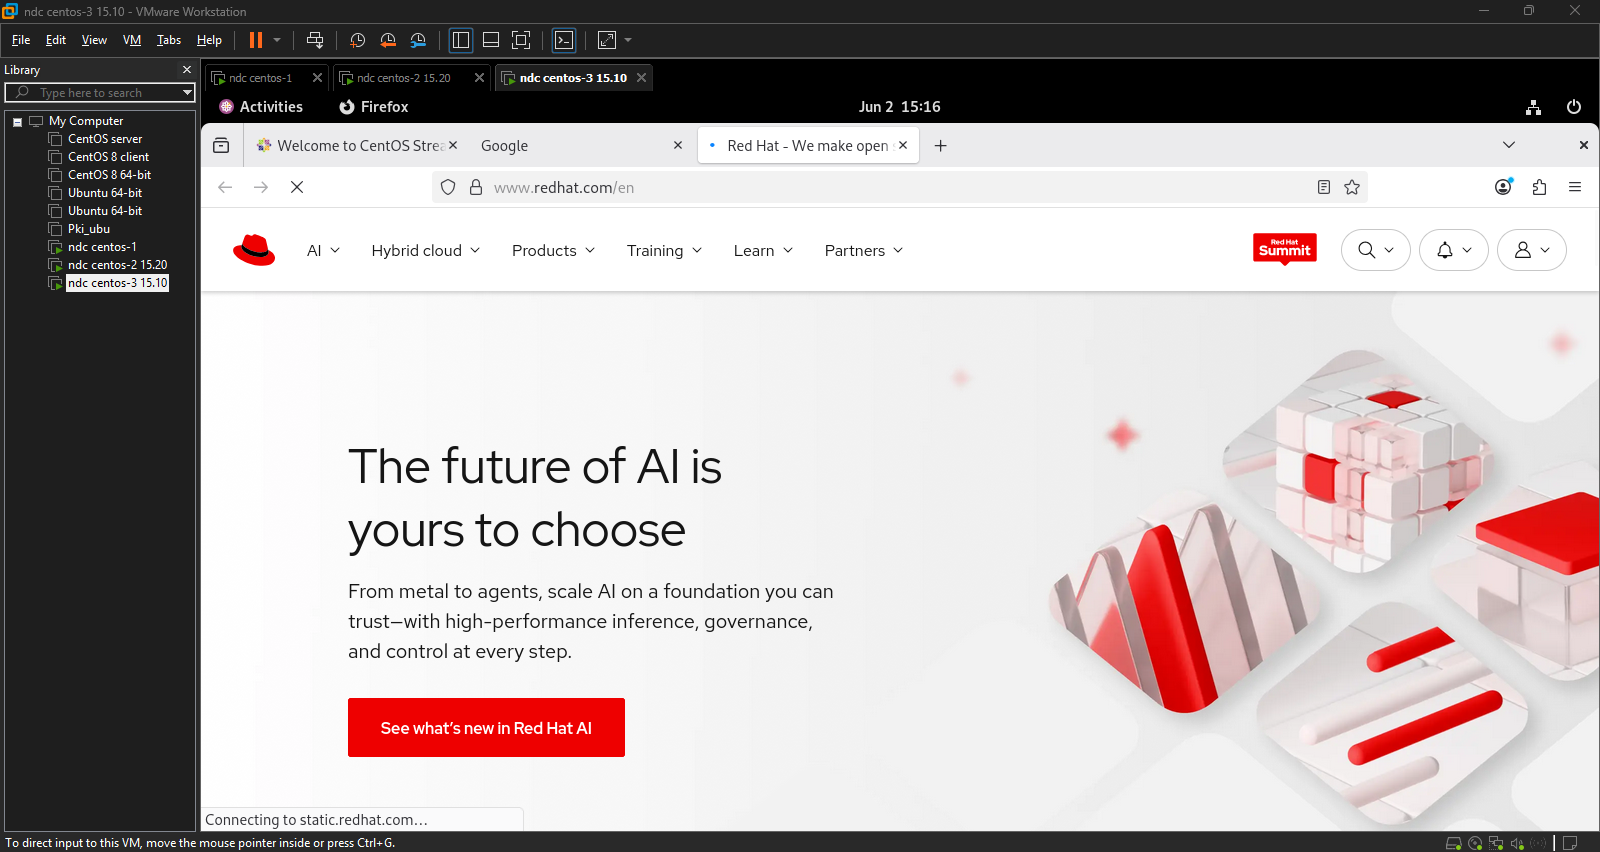 ndc centos-3 15.10 - VMware Workstation
File Edit View VM Tabs Help
Library
Type here to search
My Computer
CentOS server
CentOS 8 client
CentOS 8 64-bit
Ubuntu 64-bit
Ubuntu 64-bit
Pki_ubu
ndc centos-1
ndc centos-2 15.20
ndc centos-3 15.10
ndc centos-1 ndc centos-2 15.20 ndc centos-3 15.10
Activities Firefox Jun 2 15:16
Welcome to CentOS Strea Google Red Hat - We make open
www.redhat.com/en
AI Hybrid cloud Products Training Learn Partners
Red Hat
Summit
The future of AI is
yours to choose
From metal to agents, scale AI on a foundation you can
trust—with high-performance inference, governance,
and control at every step.
See what’s new in Red Hat AI
Connecting to static.redhat.com…
To direct input to this VM, move the mouse pointer inside or press Ctrl+G.